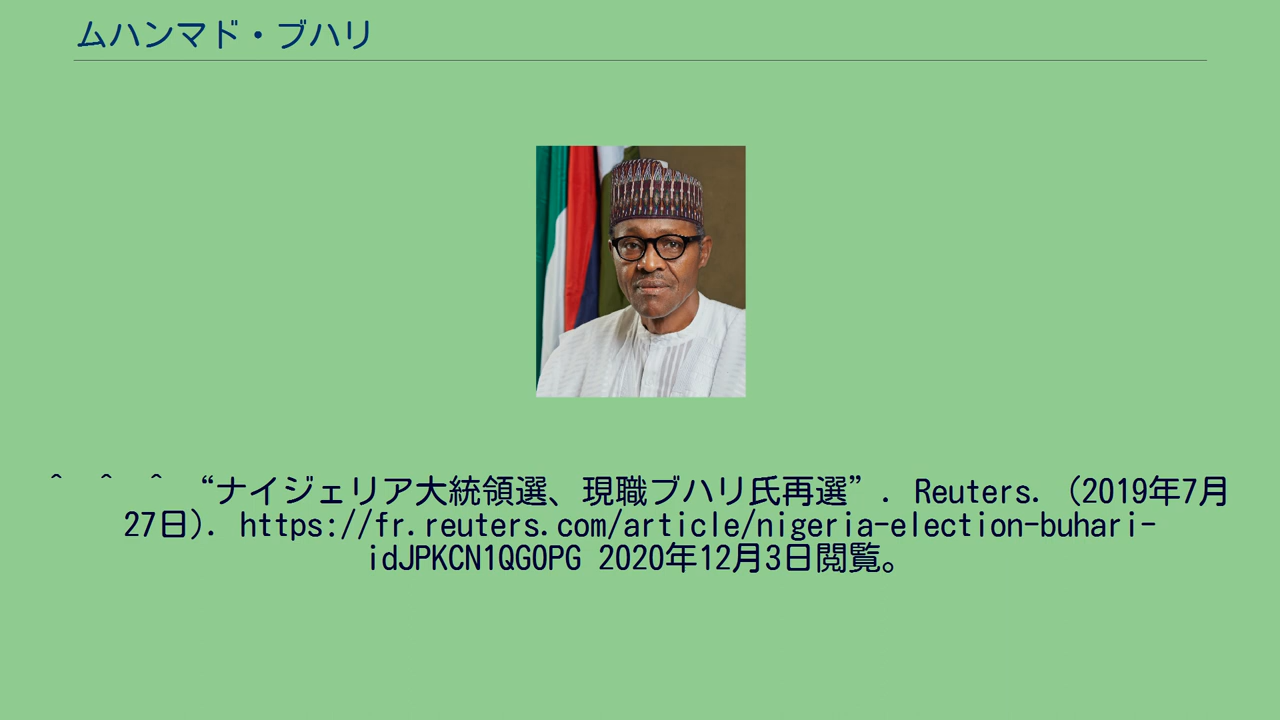 ムハンマド・ブハリ
^ ^ ^ “ナイジェリア大統領選、現職ブハリ氏再選”. Reuters. (2019年7月
27日). https://fr.reuters.com/article/nigeria-election-buhari-
idJPKCN1QG0PG 2020年12月3日閲覧。